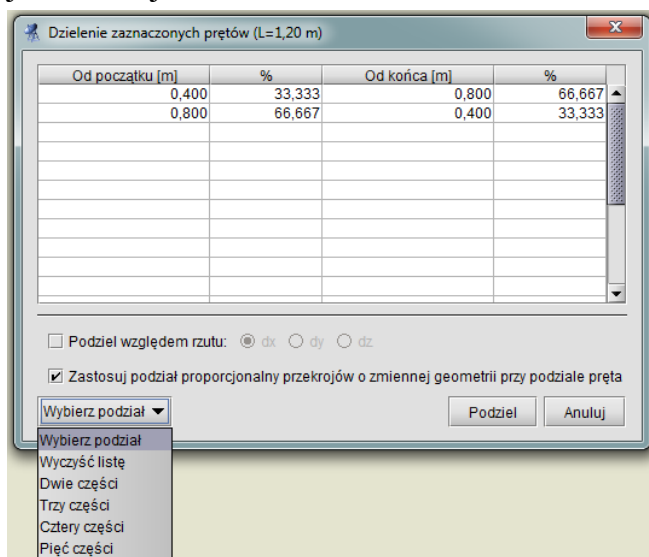 Dzielenie zaznaczonych prętów (L=1,20 m)
Od początku [m] % Od końca [m] %
0,400 33,333 0,800 66,667
0,800 66,667 0,400 33,333
Podziel względem rzutu: dx dy dz
Zastosuj podział proporcjonalny przekrojów o zmiennej geometrii przy podziale pręta
Wybierz podział Podziel Anuluj
Wybierz podział
Wyczyść listę
Dwie części
Trzy części
Cztery części
Pięć części